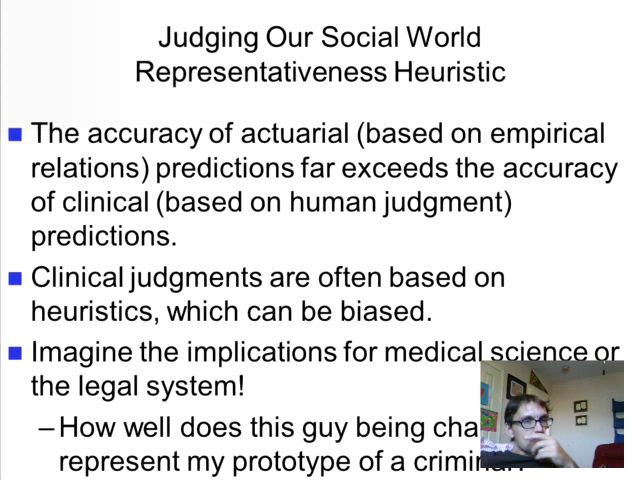 Judging Our Social World
Representativeness Heuristic
The accuracy of actuarial (based on empirical
relations) predictions far exceeds the accuracy
of clinical (based on human judgment)
predictions.
Clinical judgments are often based on
heuristics, which can be biased.
Imagine the implications for medical science or
the legal system!
–How well does this guy being cha
represent my prototype of a crimin